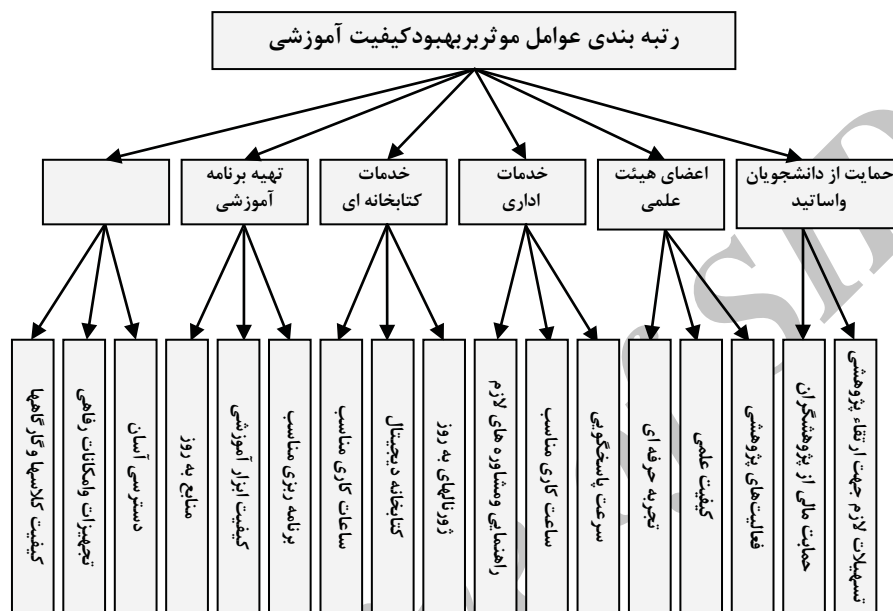 رتبه بندی عوامل موثربربهبودکیفیت آموزشی
حمایت از دانشجویان
واساتید
اعضای هیئت
علمی
خدمات
اداری
خدمات
کتابخانه ای
تهیه برنامه
آموزشی
تسهیلات لازم جهت ارتقاء پژوهشی
حمایت مالی از پژوهشگران
فعالیت‌های پژوهشی
کیفیت علمی
تجربه حرفه ای
سرعت پاسخگویی
ساعت کاری مناسب
راهنمایی ومشاوره های لازم
ژورنالهای به روز
کتابخانه دیجیتال
ساعات کاری مناسب
برنامه ریزی مناسب
کیفیت ابزار آموزشی
منابع به روز
دسترسی آسان
تجهیزات وامکانات رفاهی
کیفیت کلاسها وکارگاهها